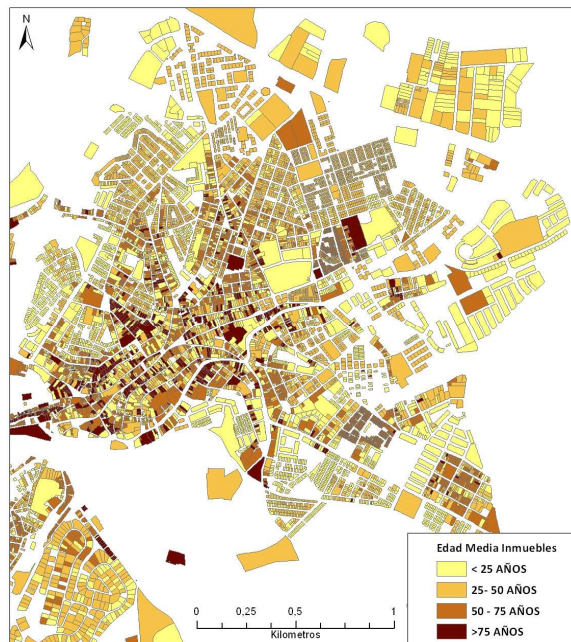 N
Edad Media Inmuebles
< 25 AÑOS
25- 50 AÑOS
50 - 75 AÑOS
>75 AÑOS
0 0,25 0,5 1
Kilometros